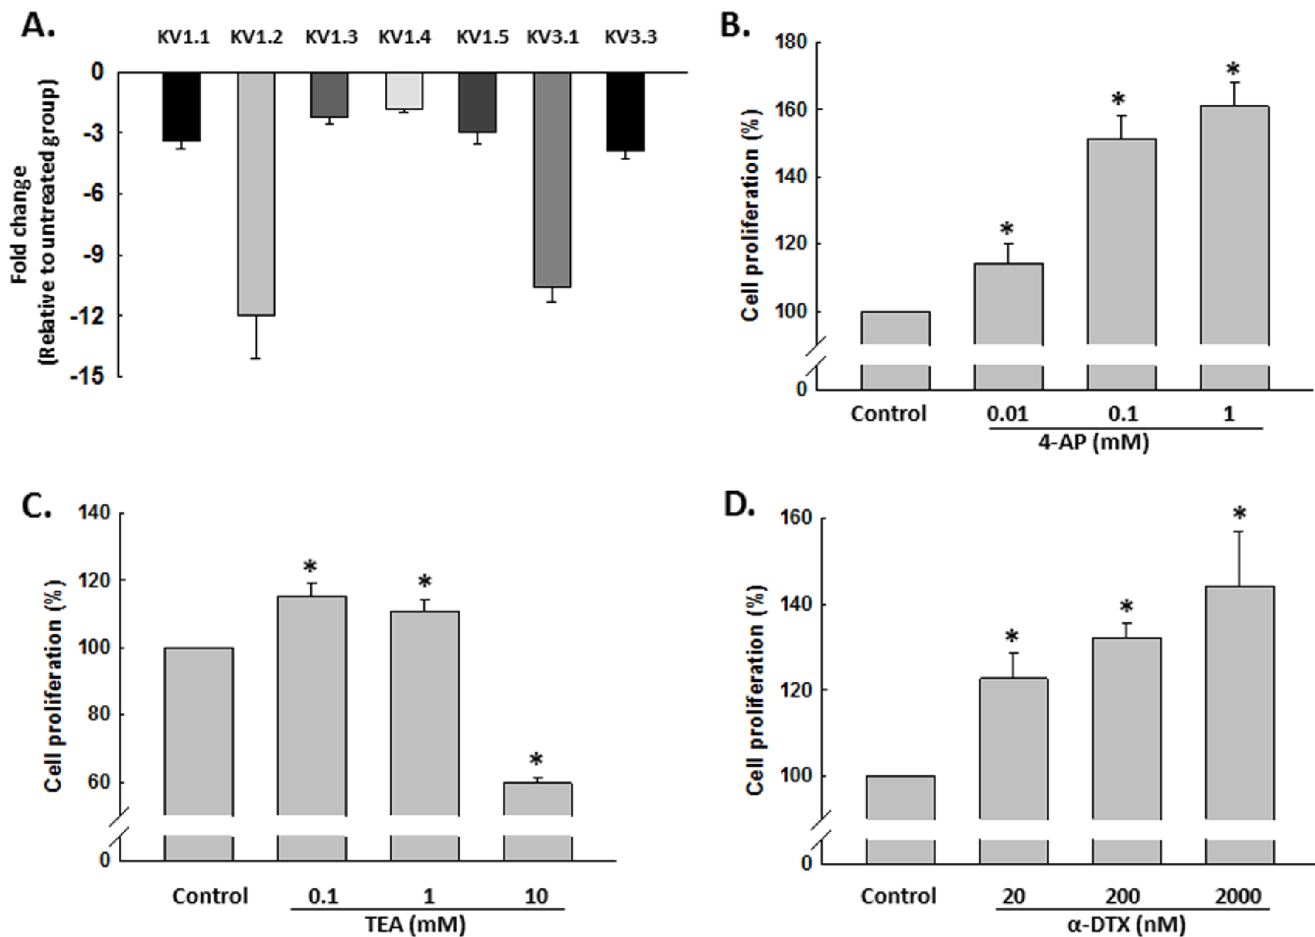 A.
KV1.1 KV1.2 KV1.3 KV1.4 KV1.5 KV3.1 KV3.3
0
-3
-6
-9
-12
-15
Fold change
(Relative to untreated group)
B.
180
160
140
120
100
0
Cell proliferation (%)
* * *
Control 0.01 0.1 1
4-AP (mM)
C.
140
120
100
80
60
0
Cell proliferation (%)
* * *
Control 0.1 1 10
TEA (mM)
D.
160
140
120
100
0
Cell proliferation (%)
* * *
Control 20 200 2000
α-DTX (nM)